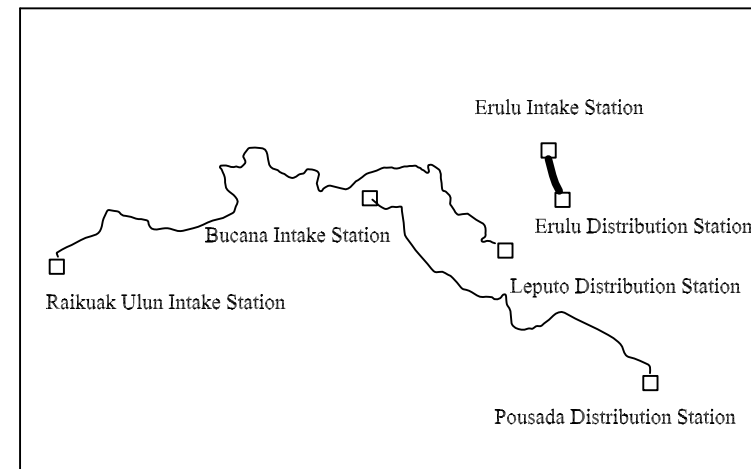 Erulu Intake Station
Erulu Distribution Station
Bucana Intake Station
Leputo Distribution Station
Raikuak Ulun Intake Station
Pousada Distribution Station